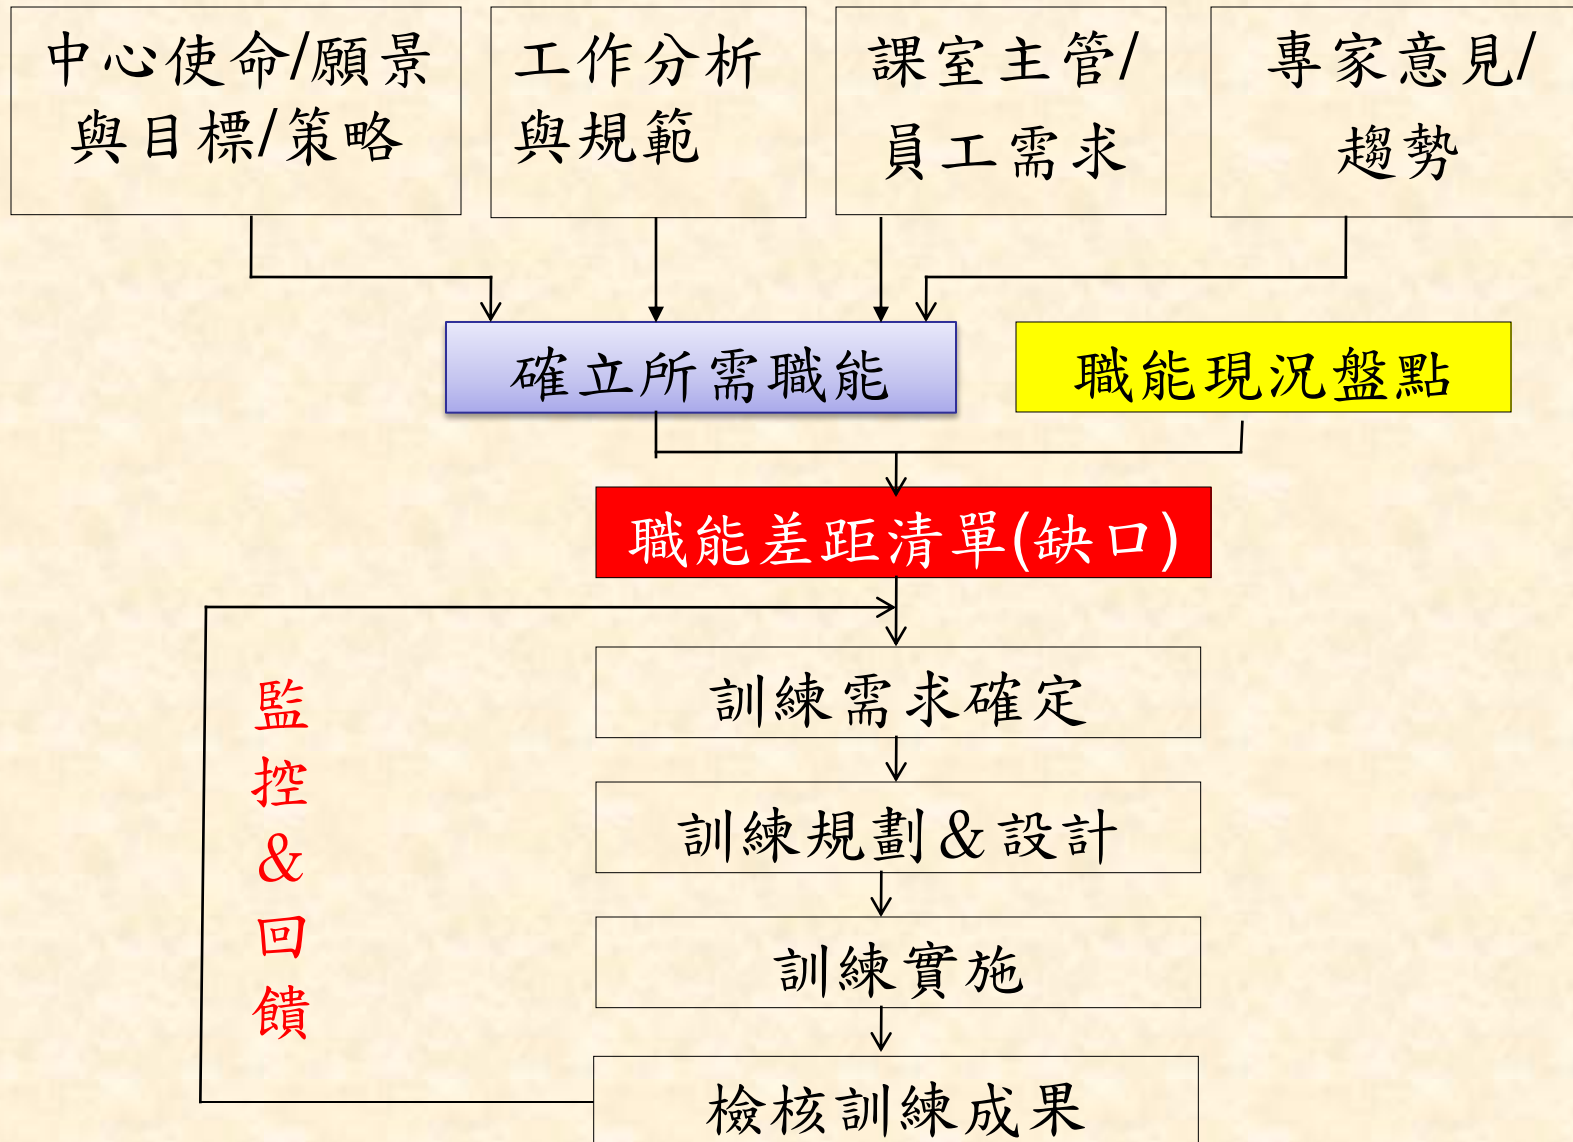 中心使命/願景
與目標/策略
工作分析
與規範
課室主管/
員工需求
專家意見/
趨勢
確立所需職能
職能現況盤點
職能差距清單(缺口)
訓練需求確定
訓練規劃&設計
訓練實施
檢核訓練成果
監
控
&
回
饋